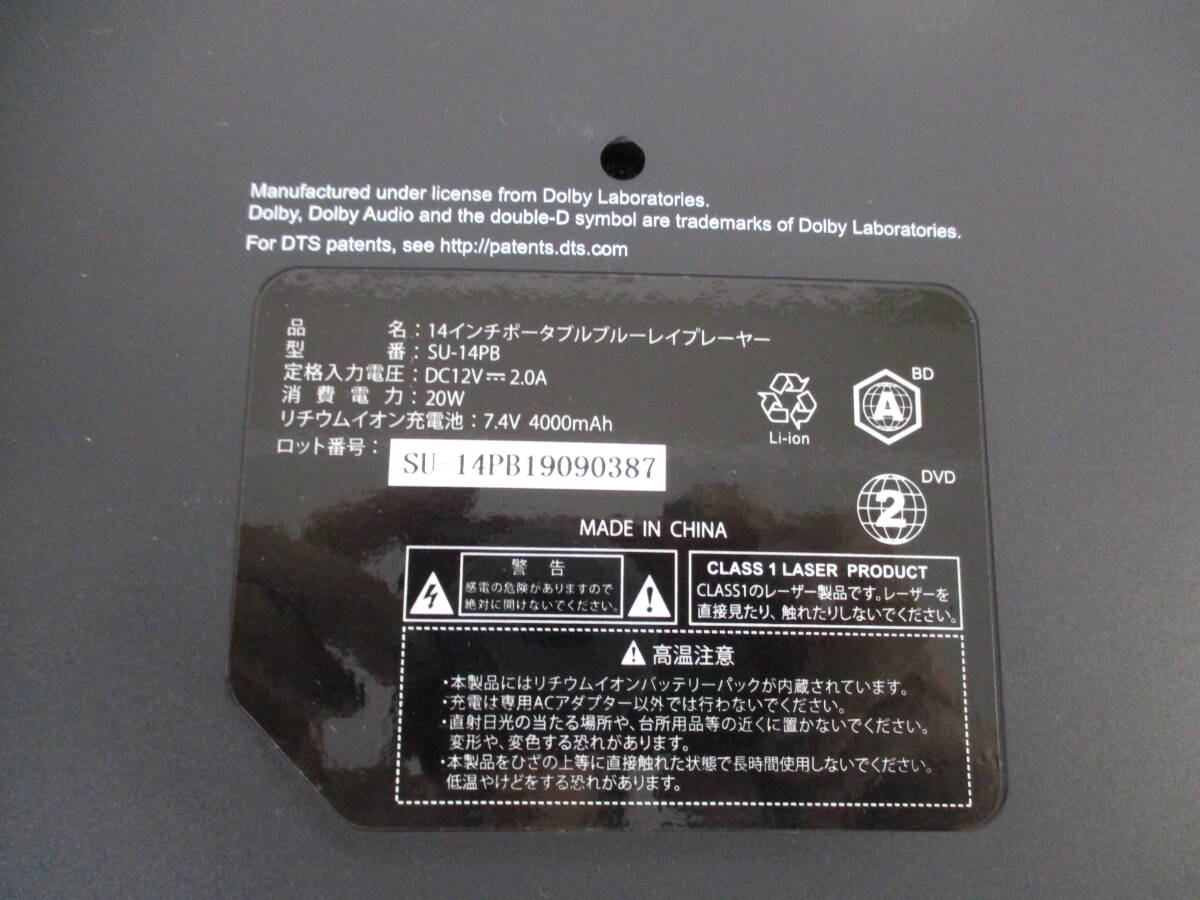 Manufactured under license from Dolby Laboratories.
Dolby, Dolby Audio and the double-D symbol are trademarks of Dolby Laboratories.
For DTS patents, see http://patents.dts.com
品 名：14インチポータブルブルーレイプレーヤー
型 番：SU-14PB
定格入力電圧：DC12V⎓2.0A
消費電力：20W
リチウムイオン充電池：7.4V 4000mAh
ロット番号：SU-14PB19090387
Li-ion
A BD
2 DVD
MADE IN CHINA
警告
感電の危険がありますので
絶対に開けないでください。
CLASS 1 LASER PRODUCT
CLASS1のレーザー製品です。レーザーを
直接見たり、触れたりしないでください。
高温注意
・本製品にはリチウムイオンバッテリーパックが内蔵されています。
・充電は専用ACアダプター以外では行わないでください。
・直射日光の当たる場所や、台所用品等の近くに置かないでください。
変形や、変色する恐れがあります。
・本製品をひざの上等に直接触れた状態で長時間使用しないでください。
低温やけどをする恐れがあります。